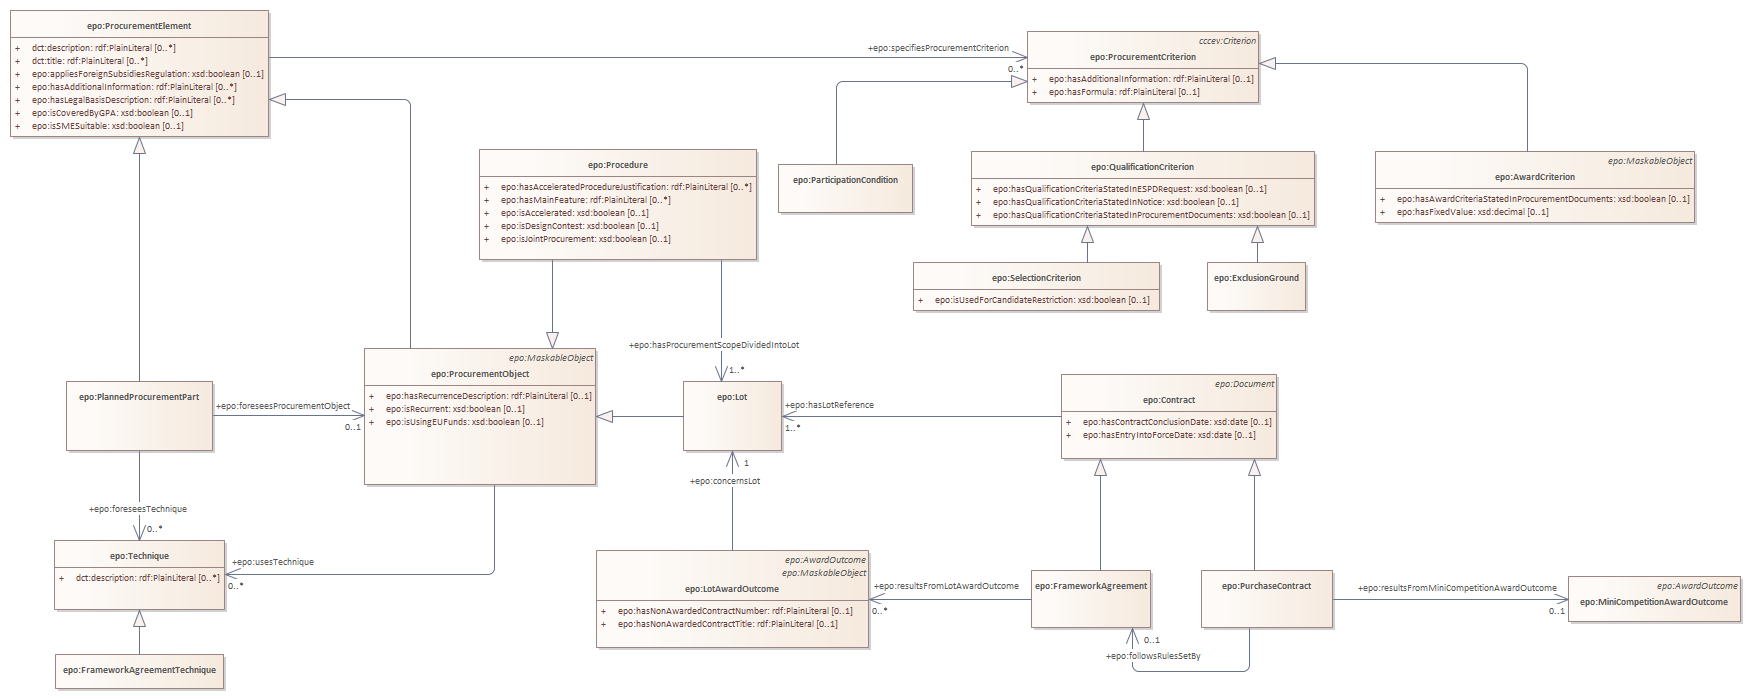 epo:ProcurementElement
+ dct:description: rdf:PlainLiteral [0..*]
+ dct:title: rdf:PlainLiteral [0..*]
+ epo:appliesForeignSubsidiesRegulation: xsd:boolean [0..1]
+ epo:hasAdditionalInformation: rdf:PlainLiteral [0..*]
+ epo:hasLegalBasisDescription: rdf:PlainLiteral [0..*]
+ epo:isCoveredByGPA: xsd:boolean [0..1]
+ epo:isSMESuitable: xsd:boolean [0..1]
+epo:specifiesProcurementCriterion
0..*
cccev:Criterion
epo:ProcurementCriterion
+ epo:hasAdditionalInformation: rdf:PlainLiteral [0..1]
+ epo:hasFormula: rdf:PlainLiteral [0..1]
epo:Procedure
+ epo:hasAcceleratedProcedureJustification: rdf:PlainLiteral [0..*]
+ epo:hasMainFeature: rdf:PlainLiteral [0..*]
+ epo:isAccelerated: xsd:boolean [0..1]
+ epo:isDesignContest: xsd:boolean [0..1]
+ epo:isJointProcurement: xsd:boolean [0..1]
epo:ParticipationCondition
epo:QualificationCriterion
+ epo:hasQualificationCriteriaStatedInESPDRequest: xsd:boolean [0..1]
+ epo:hasQualificationCriteriaStatedInNotice: xsd:boolean [0..1]
+ epo:hasQualificationCriteriaStatedInProcurementDocuments: xsd:boolean [0..1]
epo:MaskableObject
epo:AwardCriterion
+ epo:hasAwardCriteriaStatedInProcurementDocuments: xsd:boolean [0..1]
+ epo:hasFixedValue: xsd:decimal [0..1]
epo:SelectionCriterion
+ epo:isUsedForCandidateRestriction: xsd:boolean [0..1]
epo:ExclusionGround
+epo:hasProcurementScopeDividedIntoLot
1..*
epo:PlannedProcurementPart
+epo:foreseesProcurementObject
0..1
epo:MaskableObject
epo:ProcurementObject
+ epo:hasRecurrenceDescription: rdf:PlainLiteral [0..1]
+ epo:isRecurrent: xsd:boolean [0..1]
+ epo:isUsingEUFunds: xsd:boolean [0..1]
epo:Lot
+epo:hasLotReference
1..*
epo:Document
epo:Contract
+ epo:hasContractConclusionDate: xsd:date [0..1]
+ epo:hasEntryIntoForceDate: xsd:date [0..1]
1
+epo:concernsLot
+epo:foreseesTechnique
0..*
epo:Technique
+ dct:description: rdf:PlainLiteral [0..*]
+epo:usesTechnique
0..*
epo:AwardOutcome
epo:MaskableObject
epo:LotAwardOutcome
+ epo:hasNonAwardedContractNumber: rdf:PlainLiteral [0..1]
+ epo:hasNonAwardedContractTitle: rdf:PlainLiteral [0..1]
+epo:resultsFromLotAwardOutcome
0..*
epo:FrameworkAgreement
epo:PurchaseContract
+epo:resultsFromMiniCompetitionAwardOutcome
0..1
epo:AwardOutcome
epo:MiniCompetitionAwardOutcome
0..1
+epo:followsRulesSetBy
epo:FrameworkAgreementTechnique